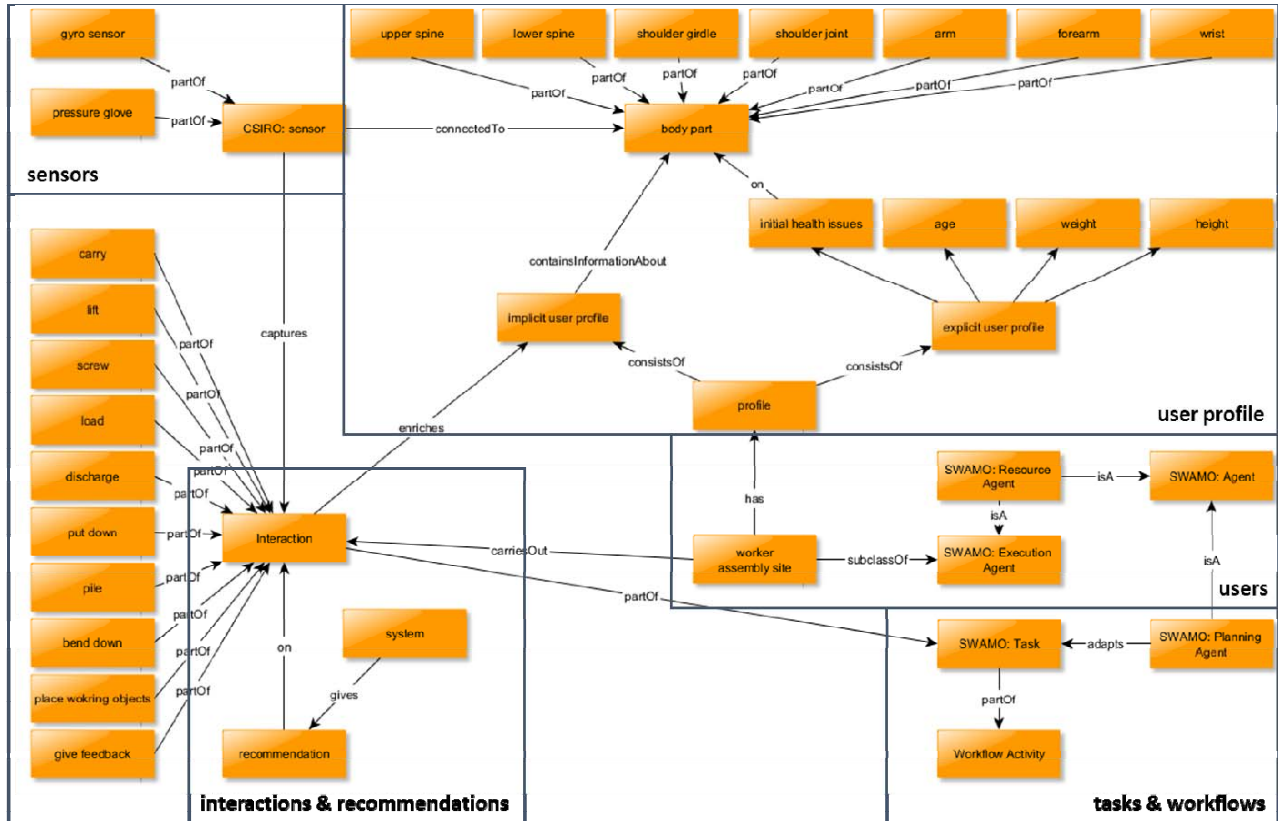 gyro sensor
pressure glove
partOf
partOf
CSIRO: sensor
sensors
upper spine
lower spine
shoulder girdle
shoulder joint
arm
forearm
wrist
partOf
partOf
partOf
partOf
partOf
partOf
partOf
connectedTo
body part
on
initial health issues
age
weight
height
containsInformationAbout
implicit user profile
explicit user profile
consistsOf
consistsOf
profile
user profile
captures
enriches
carry
lift
screw
load
discharge
put down
pile
bend down
place wokring objects
give feedback
partOf
partOf
partOf
partOf
partOf
partOf
partOf
partOf
partOf
partOf
Interaction
on
system
gives
recommendation
interactions & recommendations
has
carriesOut
worker
assembly site
subclassOf
SWAMO: Resource
Agent
isA
SWAMO: Agent
isA
SWAMO: Execution
Agent
isA
users
partOf
SWAMO: Task
adapts
SWAMO: Planning
Agent
partOf
Workflow Activity
tasks & workflows